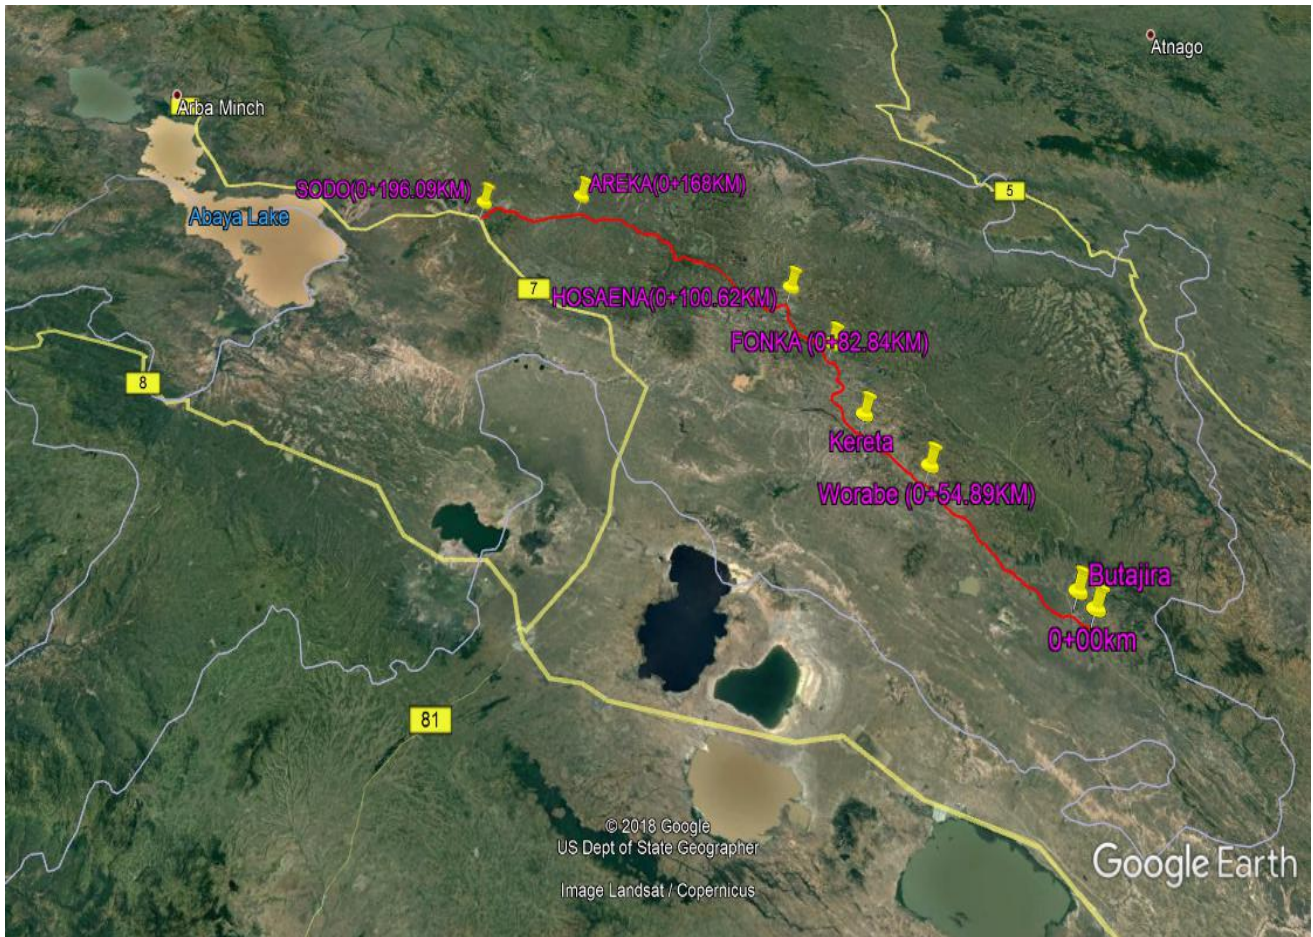 Atnago
Arba Minch
5
SODO(0+196.09KM)
AREKA(0+168KM)
Abaya Lake
7
HOSAENA(0+100.62KM)
FONKA (0+82.84KM)
8
Kereta
Worabe (0+54.89KM)
Butajira
0+00km
81
© 2018 Google
US Dept of State Geographer
Image Landsat / Copernicus
Google Earth